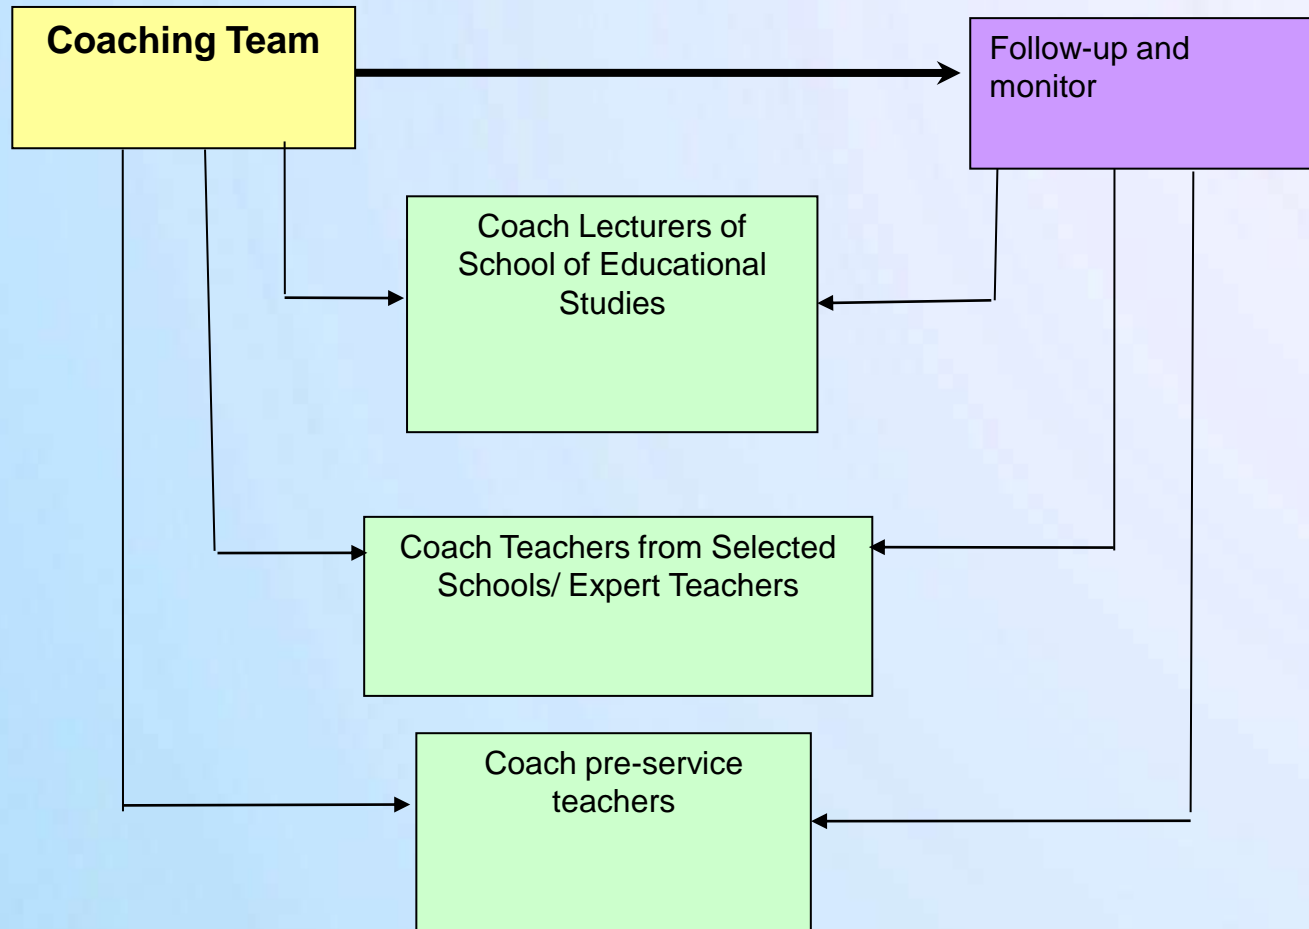 Coaching Team
Follow-up and
monitor
Coach Lecturers of
School of Educational
Studies
Coach Teachers from Selected
Schools/ Expert Teachers
Coach pre-service
teachers